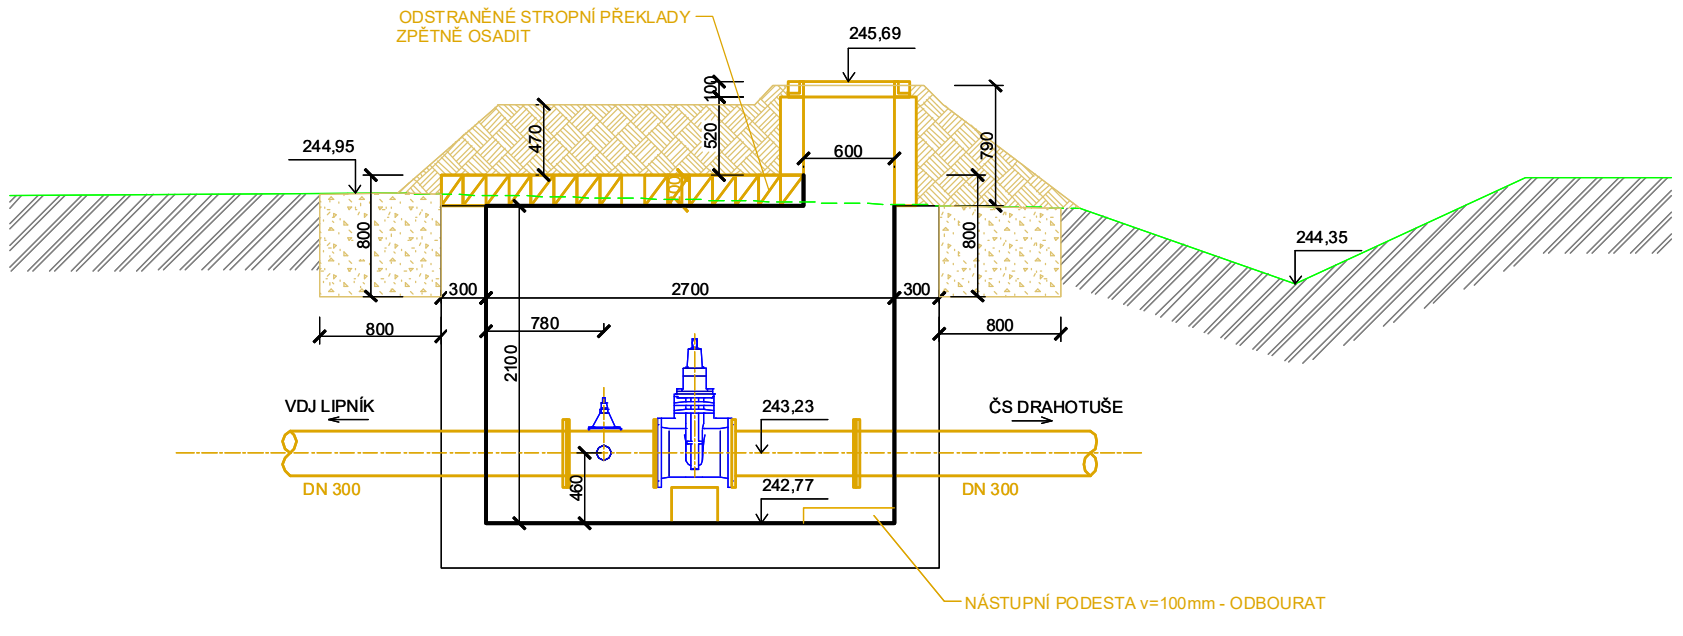 ODSTRANĚNÉ STROPNÍ PŘEKLADY
ZPĚTNĚ OSADIT
245,69
100
470
520
790
600
244,95
800
800
244,35
300
2700
300
800
780
800
2100
VDJ LIPNÍK
243,23
ČS DRAHOTUŠE
DN 300
460
242,77
DN 300
NÁSTUPNÍ PODESTA v=100mm - ODBOURAT